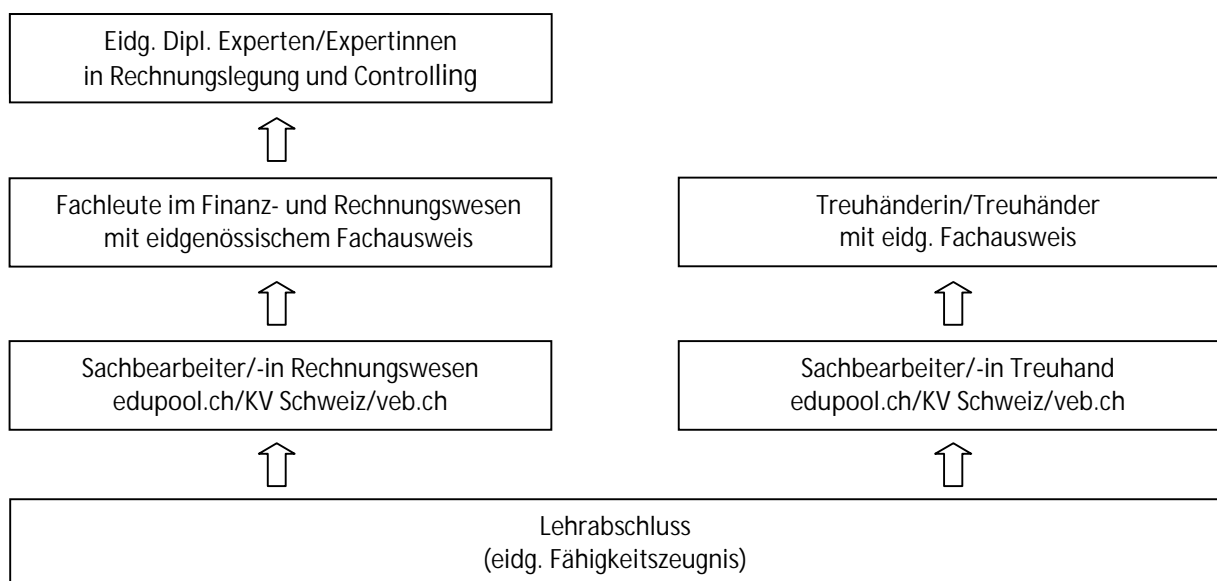 Eidg. Dipl. Experten/Expertinnen
in Rechnungslegung und Controlling
Fachleute im Finanz- und Rechnungswesen
mit eidgenössischem Fachausweis
Treuhänderin/Treuhänder
mit eidg. Fachausweis
Sachbearbeiter/-in Rechnungswesen
edupool.ch/KV Schweiz/veb.ch
Sachbearbeiter/-in Treuhand
edupool.ch/KV Schweiz/veb.ch
Lehrabschluss
(eidg. Fähigkeitszeugnis)